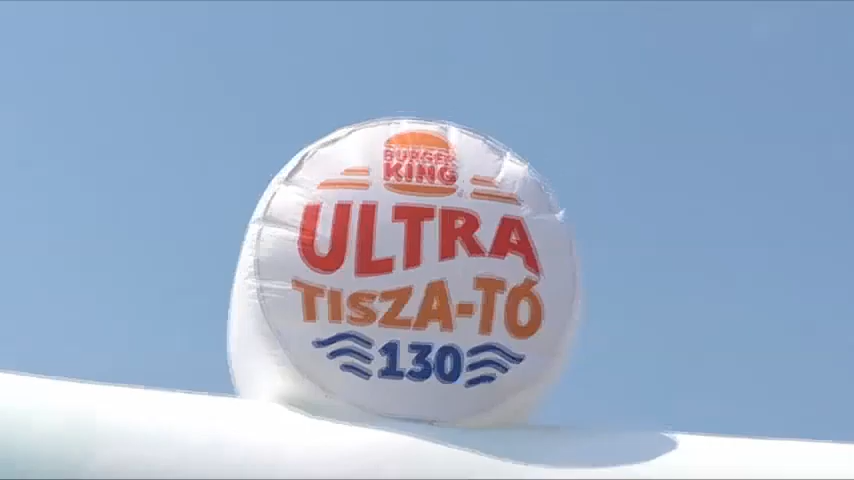 BURGER
KING
ULTRA
TISZA-TÓ
130